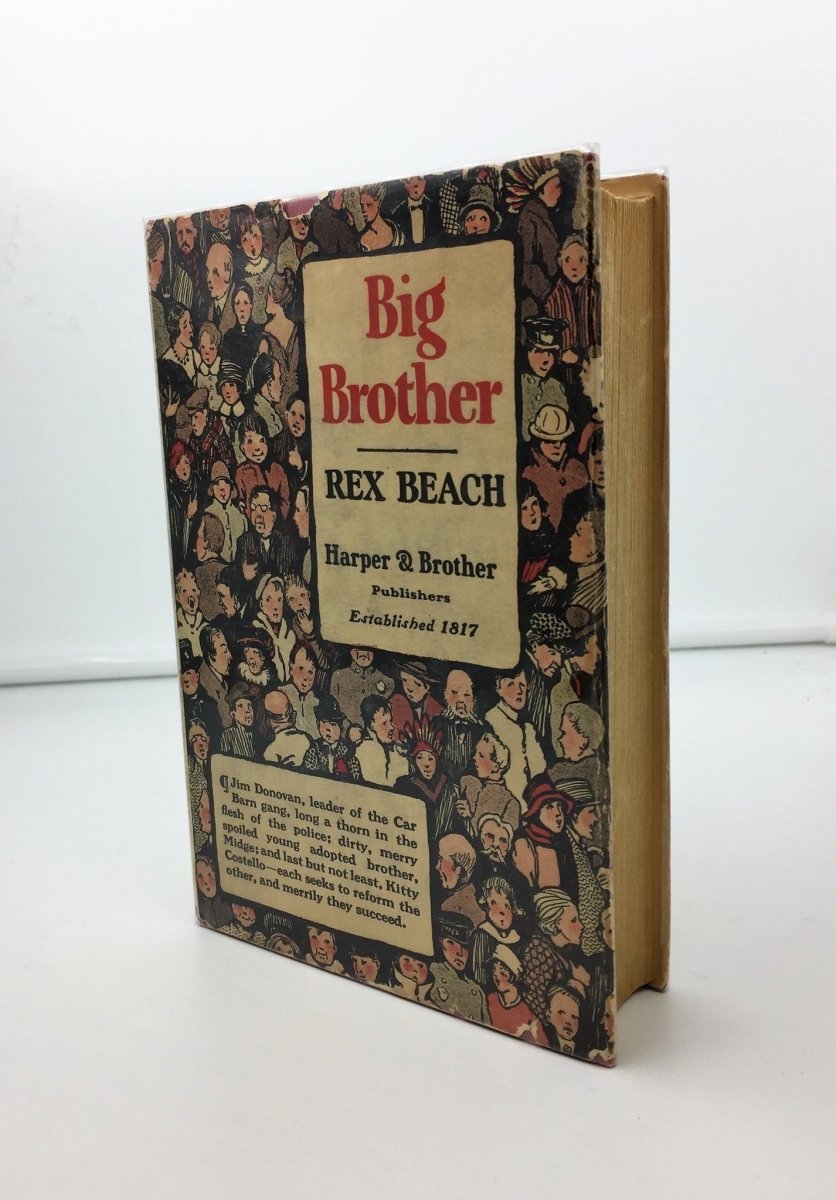 Big
Brother
REX BEACH
Harper & Brother
Publishers
Established 1817
¶ Jim Donovan, leader of the Car
Barn gang, long a thorn in the
flesh of the police; dirty, merry
spoiled young adopted brother,
Midge; and last but not least, Kitty
Costello—each seeks to reform the
other, and merrily they succeed.